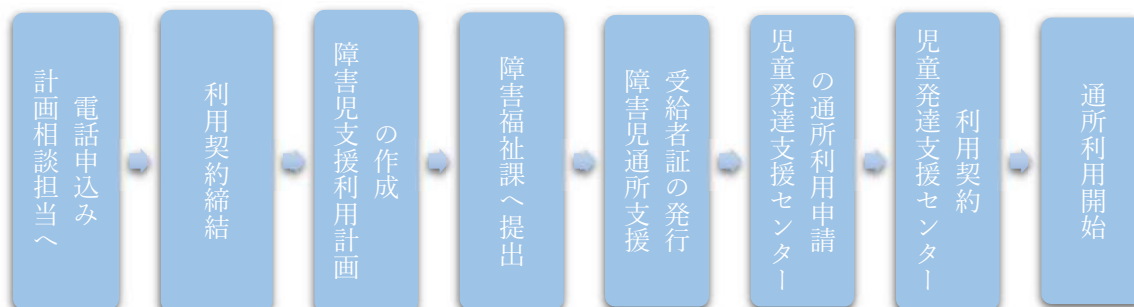 計画相談担当へ
電話申込み
利用契約締結
障害児支援利用計画
の作成
障害福祉課へ提出
障害児通所支援
受給者証の発行
児童発達支援センター
の通所利用申請
児童発達支援センター
利用契約
通所利用開始